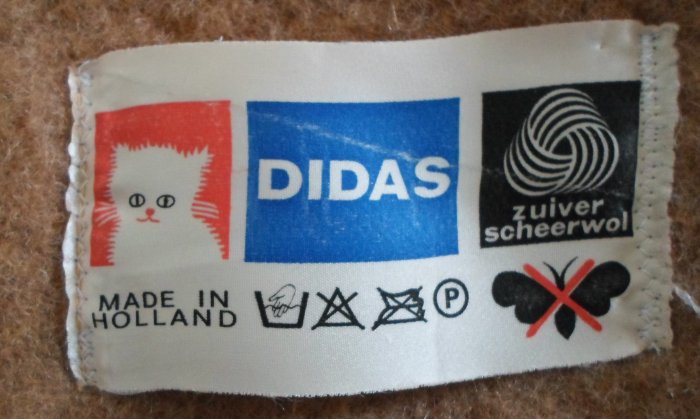 DIDAS
zuiver
scheerwol
MADE IN
HOLLAND
P